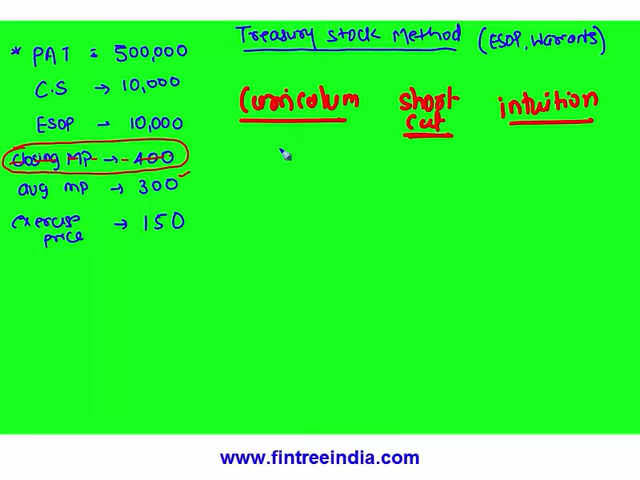 Treasury Stock Method (ESOP, Warrants)
* PAT = 500,000
C.S → 10,000
ESOP - 10,000
closing MP → 400
avg mp → 300
exercise price → 150
Curriculum
short cut
intuition
www.fintreeindia.com